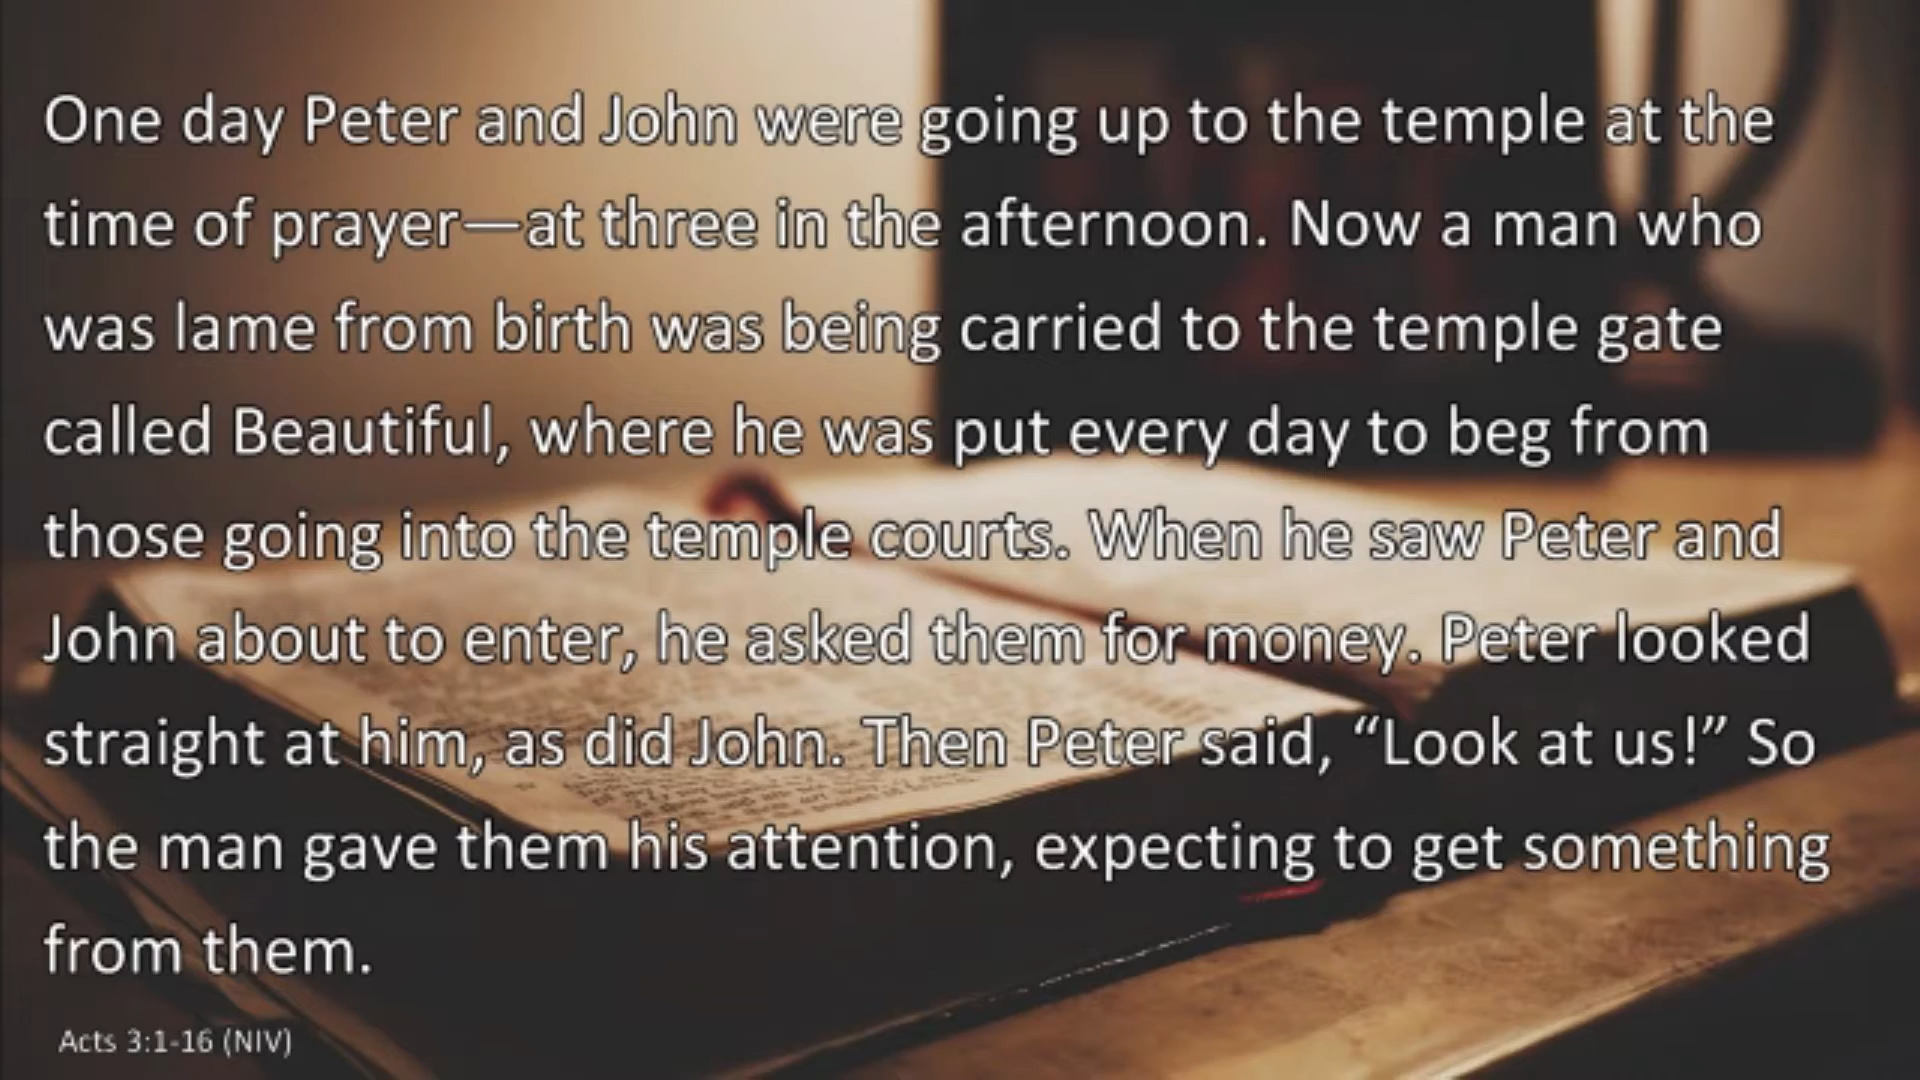 One day Peter and John were going up to the temple at the
time of prayer—at three in the afternoon. Now a man who
was lame from birth was being carried to the temple gate
called Beautiful, where he was put every day to beg from
those going into the temple courts. When he saw Peter and
John about to enter, he asked them for money. Peter looked
straight at him, as did John. Then Peter said, “Look at us!” So
the man gave them his attention, expecting to get something
from them.
Acts 3:1-16 (NIV)